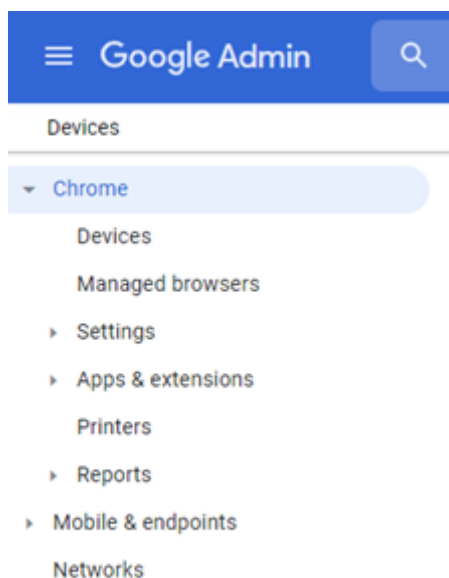 Google Admin
Devices
Chrome
Devices
Managed browsers
Settings
Apps & extensions
Printers
Reports
Mobile & endpoints
Networks